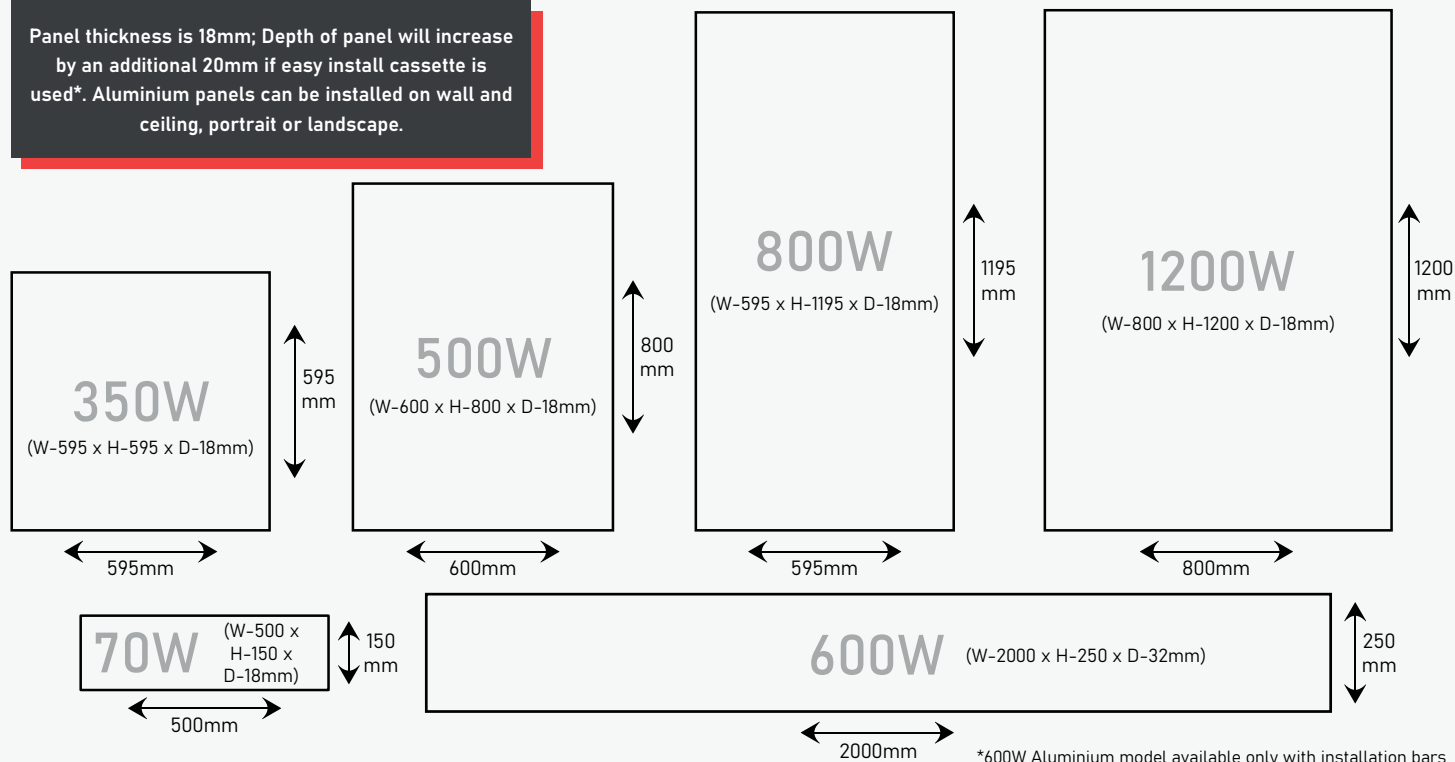 Panel thickness is 18mm; Depth of panel will increase
by an additional 20mm if easy install cassette is
used*. Aluminium panels can be installed on wall and
ceiling, portrait or landscape.
350W
(W-595 x H-595 x D-18mm)
595
mm
595mm
500W
(W-600 x H-800 x D-18mm)
800
mm
600mm
800W
(W-595 x H-1195 x D-18mm)
1195
mm
595mm
1200W
(W-800 x H-1200 x D-18mm)
1200
mm
800mm
70W
(W-500 x
H-150 x
D-18mm)
150
mm
500mm
600W
(W-2000 x H-250 x D-32mm)
250
mm
2000mm
*600W Aluminium model available only with installation bars